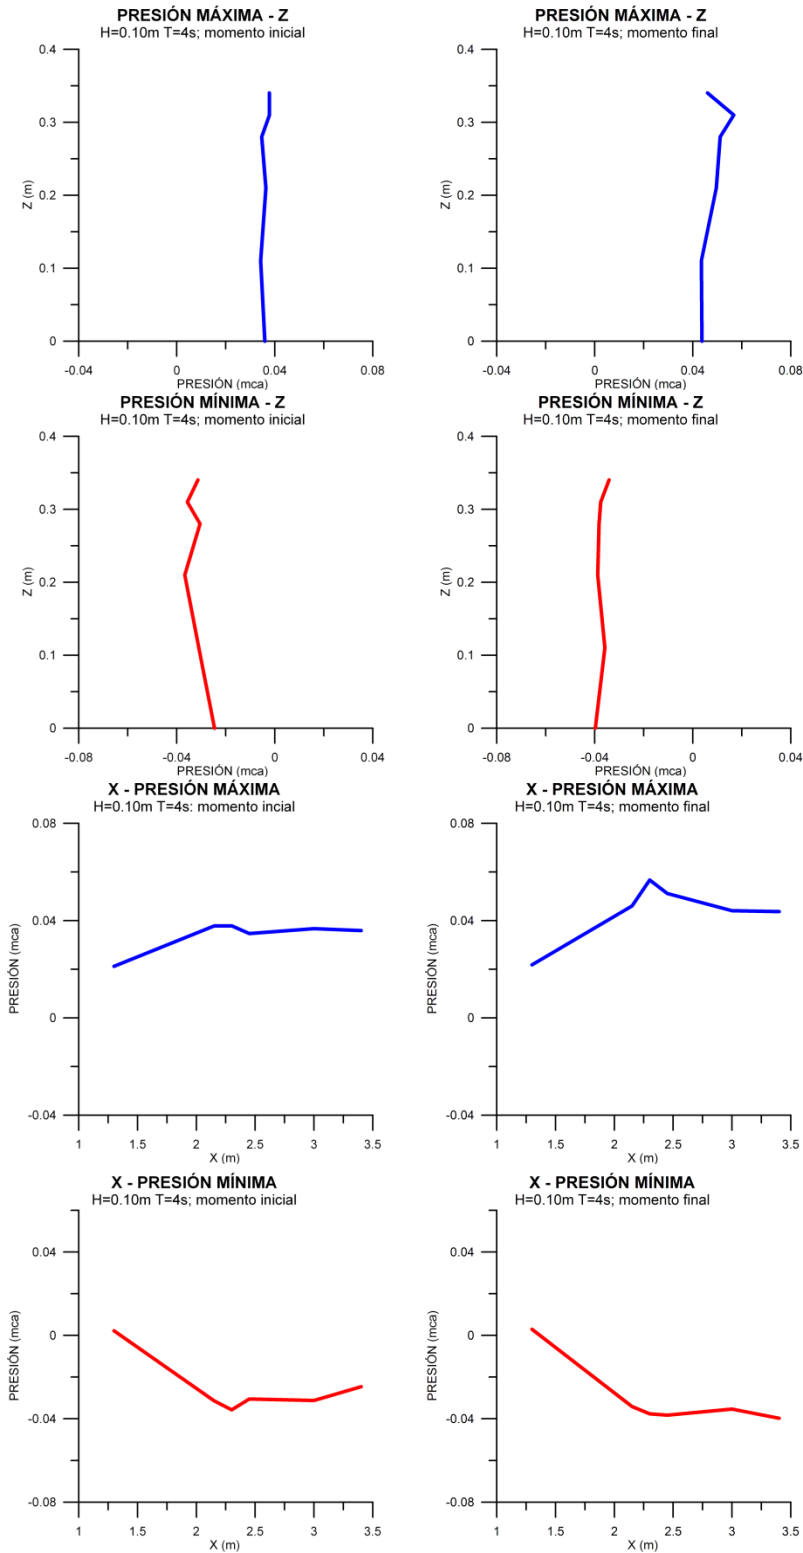 PRESIÓN MÁXIMA - Z
H=0.10m T=4s; momento inicial
0.4
0.3
Z (m)
0.2
0.1
0
-0.04 0 0.04 0.08
PRESIÓN (mca)
PRESIÓN MÁXIMA - Z
H=0.10m T=4s; momento final
0.4
0.3
Z (m)
0.2
0.1
0
-0.04 0 0.04 0.08
PRESIÓN (mca)
PRESIÓN MÍNIMA - Z
H=0.10m T=4s; momento inicial
0.4
0.3
Z (m)
0.2
0.1
0
-0.08 -0.04 0 0.04
PRESIÓN (mca)
PRESIÓN MÍNIMA - Z
H=0.10m T=4s; momento final
0.4
0.3
Z (m)
0.2
0.1
0
-0.08 -0.04 0 0.04
PRESIÓN (mca)
X - PRESIÓN MÁXIMA
H=0.10m T=4s: momento incial
0.08
0.04
PRESIÓN (mca)
0
-0.04
1 1.5 2 2.5 3 3.5
X (m)
X - PRESIÓN MÁXIMA
H=0.10m T=4s; momento final
0.08
0.04
PRESIÓN (mca)
0
-0.04
1 1.5 2 2.5 3 3.5
X (m)
X - PRESIÓN MÍNIMA
H=0.10m T=4s; momento inicial
0.04
0
PRESIÓN (mca)
-0.04
-0.08
1 1.5 2 2.5 3 3.5
X (m)
X - PRESIÓN MÍNIMA
H=0.10m T=4s; momento final
0.04
0
PRESIÓN (mca)
-0.04
-0.08
1 1.5 2 2.5 3 3.5
X (m)